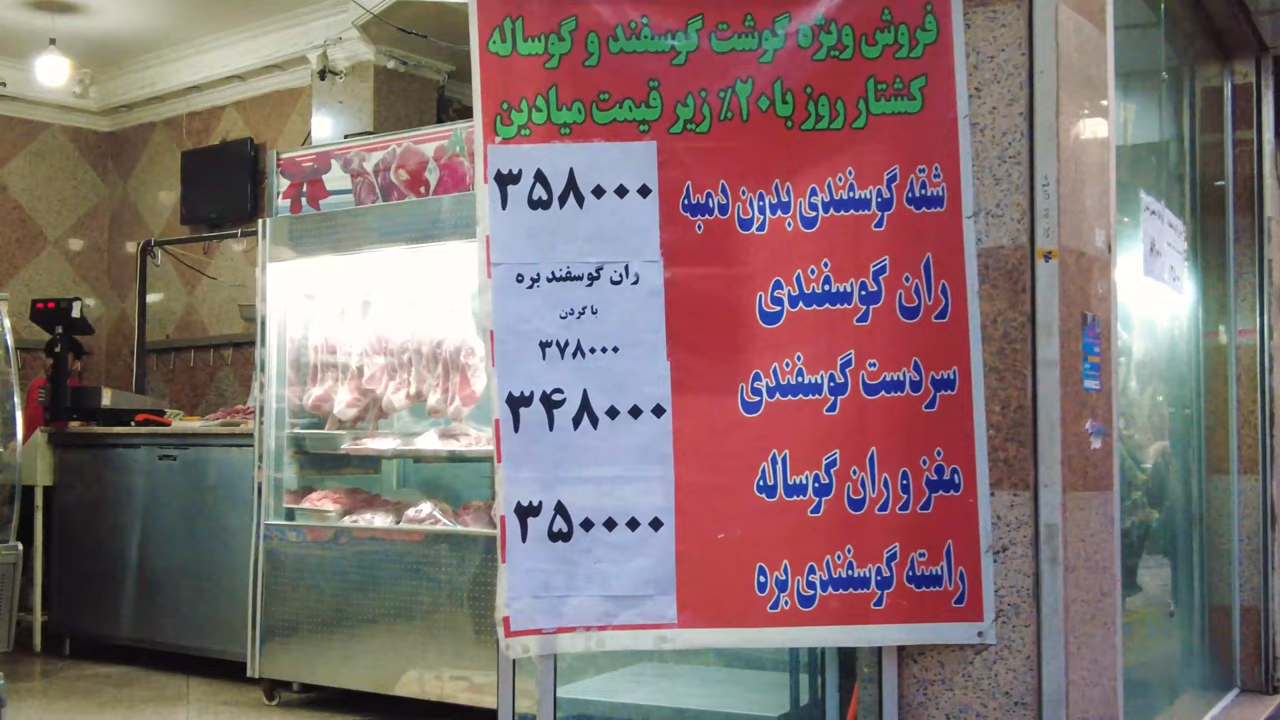 فروش ویژه گوشت گوسفند و گوساله
کشتار روز با ۲۰٪ زیر قیمت میادین
شقه گوسفندی بدون دمبه
۳۵۸۰۰۰
ران گوسفندی
ران گوسفند بره
با گردن
۳۷۸۰۰۰
سردست گوسفندی
۳۴۸۰۰۰
مغز و ران گوساله
۳۵۰۰۰۰
راسته گوسفندی بره